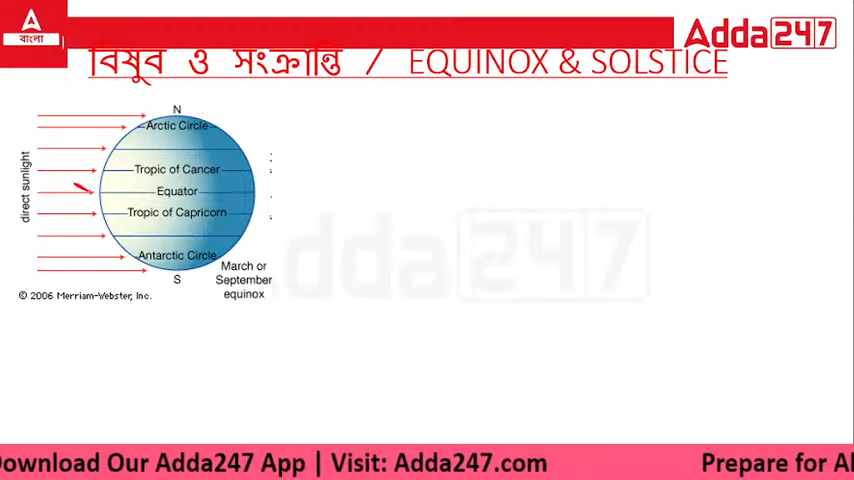 A
বাংলা
Adda247
বিষুব ও সংক্রান্তি / EQUINOX & SOLSTICE
N
Arctic Circle
Tropic of Cancer
direct sunlight
Equator
Tropic of Capricorn
Antarctic Circle
S
March or
September
equinox
© 2006 Merriam-Webster, Inc.
Adda247
Download Our Adda247 App | Visit: Adda247.com
Prepare for Al